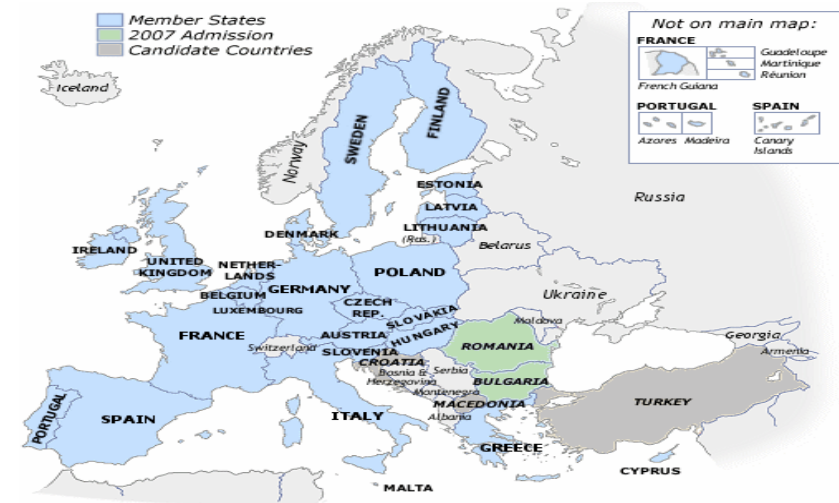 Member States
2007 Admission
Candidate Countries
Not on main map:
FRANCE
Guadeloupe
Martinique
Réunion
French Guiana
PORTUGAL
SPAIN
Azores
Madeira
Canary
Islands
Iceland
Norway
SWEDEN
FINLAND
Russia
ESTONIA
LATVIA
LITHUANIA
(Rus.)
DENMARK
Belarus
IRELAND
UNITED
KINGDOM
NETHER-
LANDS
POLAND
GERMANY
BELGIUM
Ukraine
CZECH
REP.
LUXEMBOURG
SLOVAKIA
Moldova
FRANCE
AUSTRIA
HUNGARY
Georgia
Switzerland
SLOVENIA
ROMANIA
Armenia
CROATIA
Bosnia &
Herzegovina
Serbia
BULGARIA
Montenegro
TURKEY
MACEDONIA
Albania
PORTUGAL
SPAIN
ITALY
GREECE
CYPRUS
MALTA